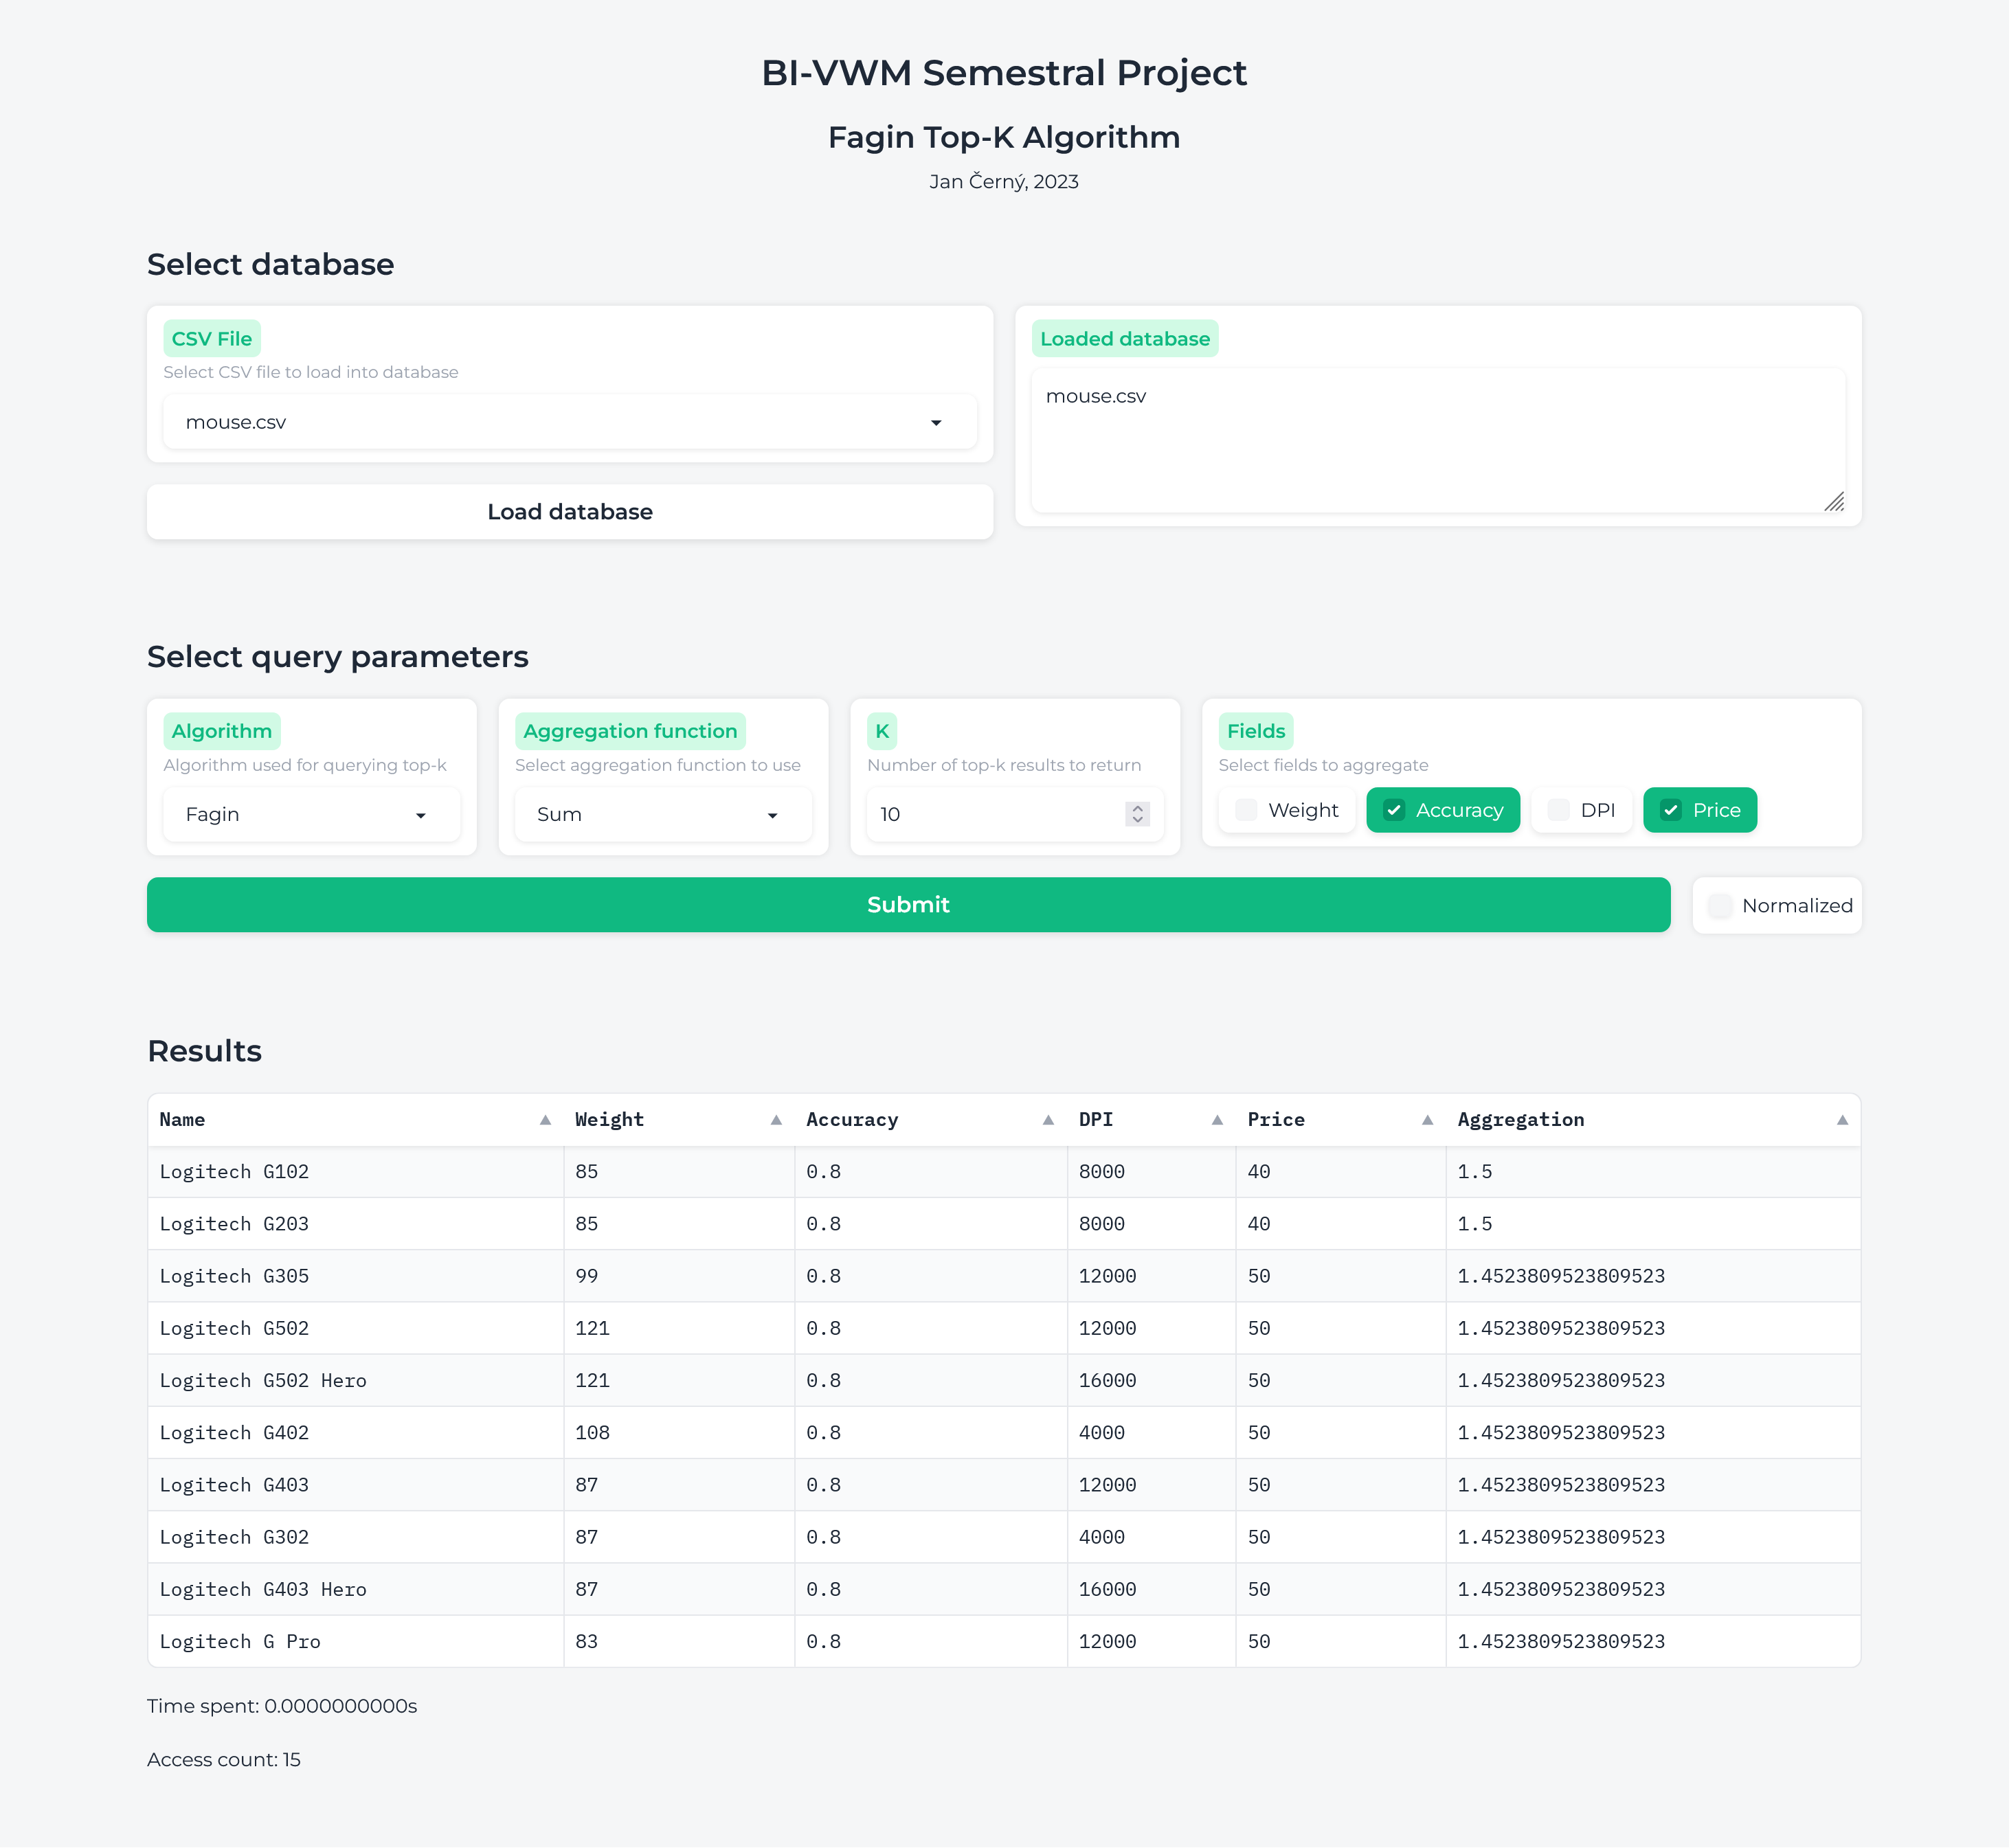 BI-VWM Semestral Project
Fagin Top-K Algorithm
Jan Černý, 2023
Select database
CSV File
Select CSV file to load into database
mouse.csv
Load database
Loaded database
mouse.csv
Select query parameters
Algorithm
Algorithm used for querying top-k
Fagin
Aggregation function
Select aggregation function to use
Sum
K
Number of top-k results to return
10
Fields
Select fields to aggregate
Weight Accuracy DPI Price
Submit
Normalized
Results
Name Weight Accuracy DPI Price Aggregation
Logitech G102 85 0.8 8000 40 1.5
Logitech G203 85 0.8 8000 40 1.5
Logitech G305 99 0.8 12000 50 1.4523809523809523
Logitech G502 121 0.8 12000 50 1.4523809523809523
Logitech G502 Hero 121 0.8 16000 50 1.4523809523809523
Logitech G402 108 0.8 4000 50 1.4523809523809523
Logitech G403 87 0.8 12000 50 1.4523809523809523
Logitech G302 87 0.8 4000 50 1.4523809523809523
Logitech G403 Hero 87 0.8 16000 50 1.4523809523809523
Logitech G Pro 83 0.8 12000 50 1.4523809523809523
Time spent: 0.0000000000s
Access count: 15